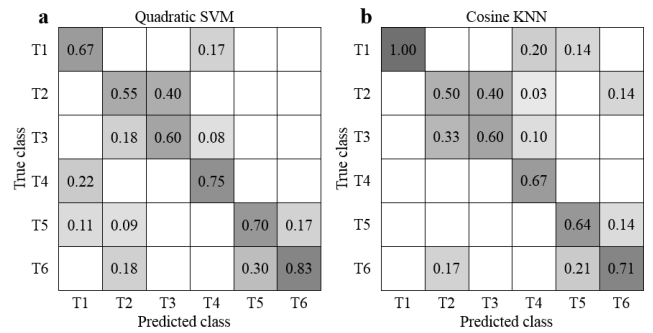 a Quadratic SVM
T1 0.67 0.17
T2 0.55 0.40
T3 0.18 0.60 0.08
T4 0.22 0.75
T5 0.11 0.09 0.70 0.17
T6 0.18 0.30 0.83
T1 T2 T3 T4 T5 T6
Predicted class
True class
b Cosine KNN
T1 1.00 0.20 0.14
T2 0.50 0.40 0.03 0.14
T3 0.33 0.60 0.10
T4 0.67
T5 0.64 0.14
T6 0.17 0.21 0.71
T1 T2 T3 T4 T5 T6
Predicted class
True class